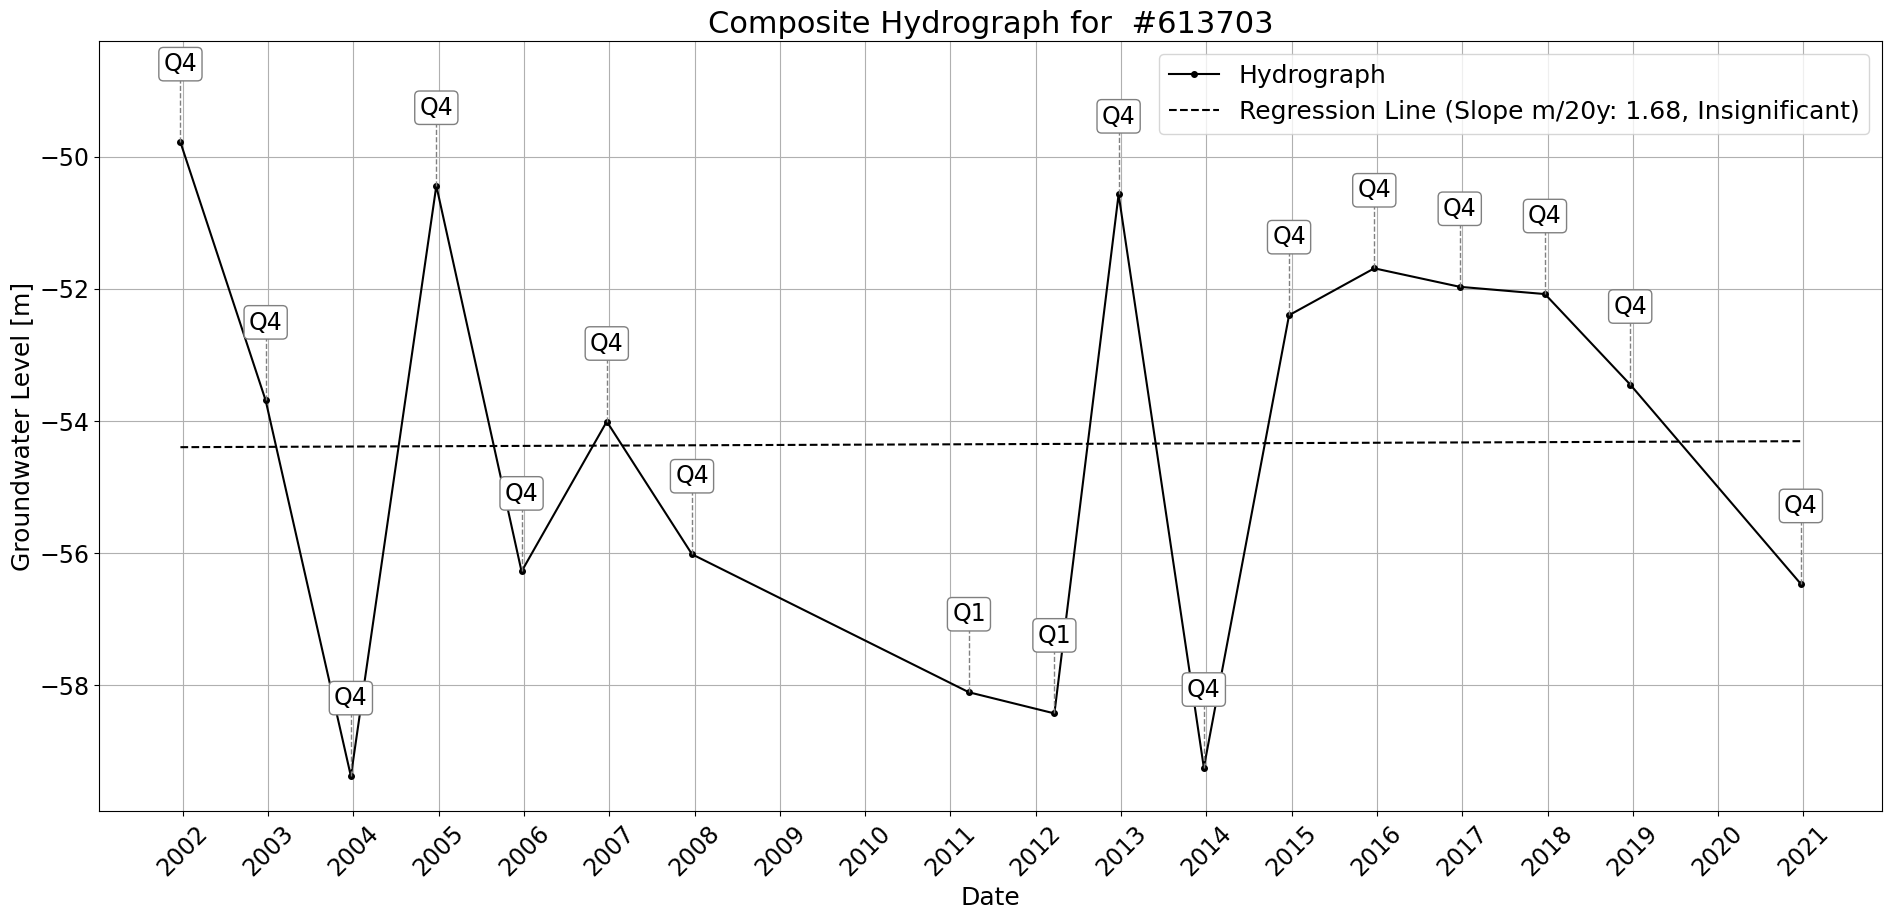 Composite Hydrograph for  #613703
Hydrograph
Regression Line (Slope m/20y: 1.68, Insignificant)
Q4
Q4
Q4
Q4
Q4
Q4
Q4
Q1
Q1
Q4
Q4
Q4
Q4
Q4
Q4
Q4
Q4
Groundwater Level [m]
−50
−52
−54
−56
−58
2002
2003
2004
2005
2006
2007
2008
2009
2010
2011
2012
2013
2014
2015
2016
2017
2018
2019
2020
2021
Date